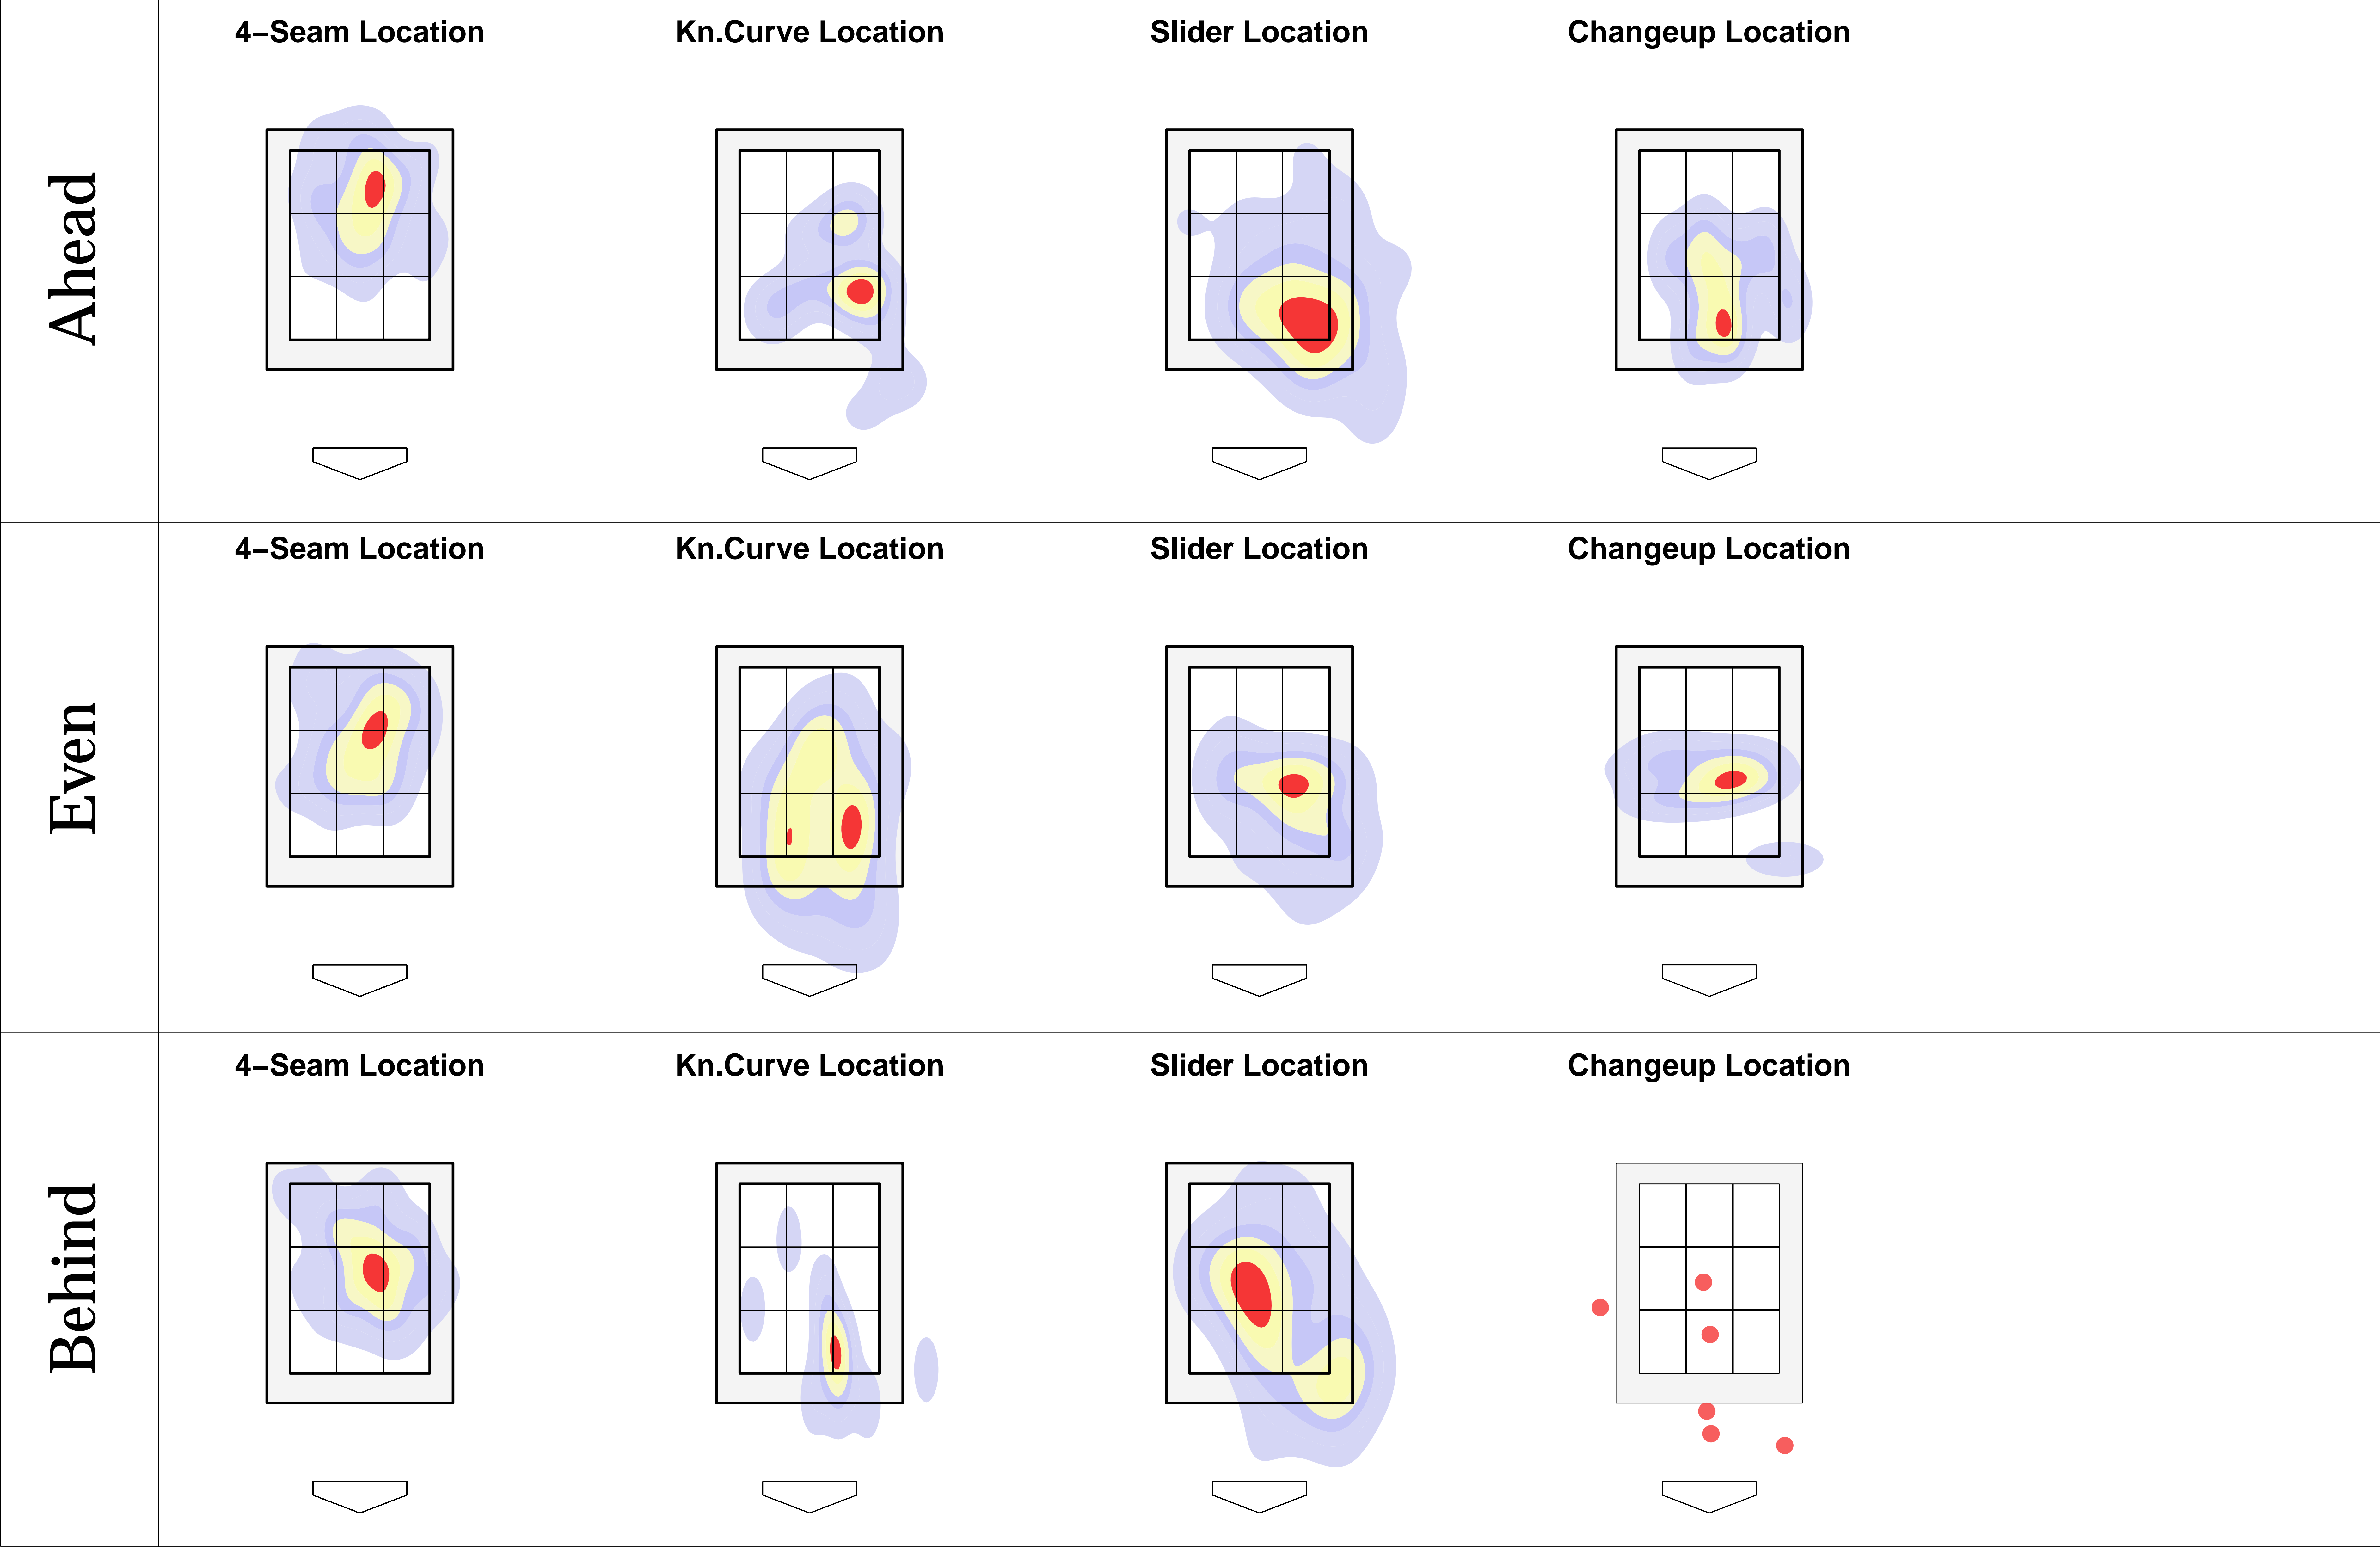 4−Seam Location
Kn.Curve Location
Slider Location
Changeup Location
Ahead
4−Seam Location
Kn.Curve Location
Slider Location
Changeup Location
Even
4−Seam Location
Kn.Curve Location
Slider Location
Changeup Location
Behind